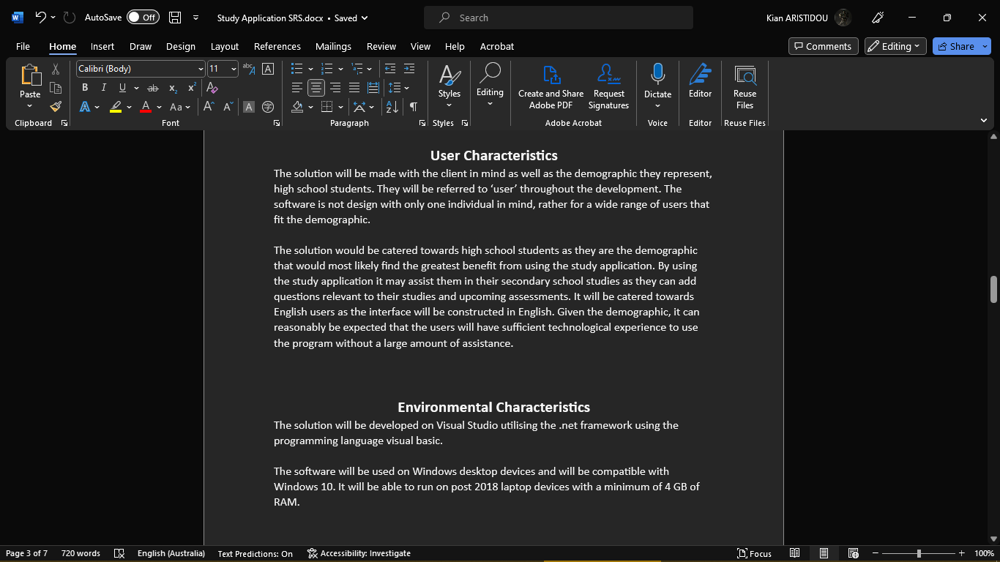 AutoSave Off Study Application SRS.docx • Saved Search Kian ARISTIDOU
File Home Insert Draw Design Layout References Mailings Review View Help Acrobat Comments Editing Share
Calibri (Body) 11
Paste
B I U ab x2 x2
Aa A
Styles
Editing
Create and Share Adobe PDF
Request Signatures
Dictate
Editor
Reuse Files
Clipboard Font Paragraph Styles Adobe Acrobat Voice Editor Reuse Files
User Characteristics
The solution will be made with the client in mind as well as the demographic they represent,
high school students. They will be referred to ‘user’ throughout the development. The
software is not design with only one individual in mind, rather for a wide range of users that
fit the demographic.
The solution would be catered towards high school students as they are the demographic
that would most likely find the greatest benefit from using the study application. By using
the study application it may assist them in their secondary school studies as they can add
questions relevant to their studies and upcoming assessments. It will be catered towards
English users as the interface will be constructed in English. Given the demographic, it can
reasonably be expected that the users will have sufficient technological experience to use
the program without a large amount of assistance.
Environmental Characteristics
The solution will be developed on Visual Studio utilising the .net framework using the
programming language visual basic.
The software will be used on Windows desktop devices and will be compatible with
Windows 10. It will be able to run on post 2018 laptop devices with a minimum of 4 GB of
RAM.
Page 3 of 7 720 words English (Australia) Text Predictions: On Accessibility: Investigate Focus 100%